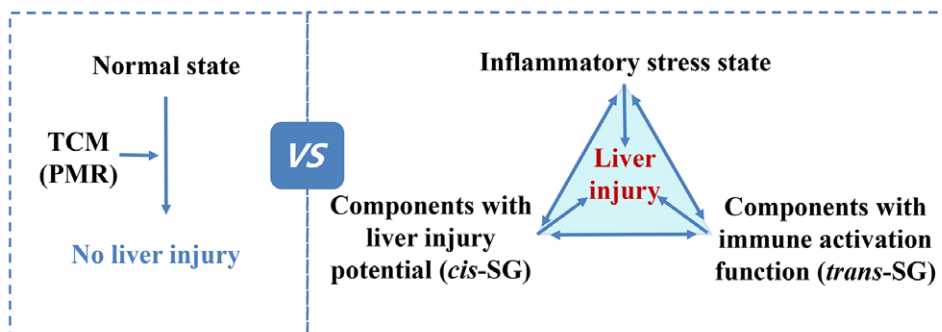 Normal state
TCM
(PMR)
No liver injury
VS
Inflammatory stress state
Liver
injury
Components with
liver injury
potential (cis-SG)
Components with
immune activation
function (trans-SG)